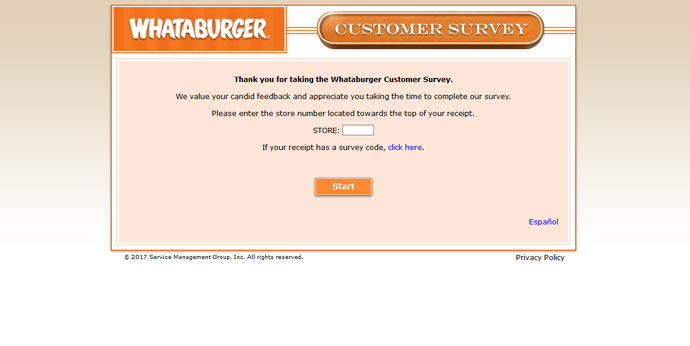 WHATABURGER
CUSTOMER SURVEY
Thank you for taking the Whataburger Customer Survey.
We value your candid feedback and appreciate you taking the time to complete our survey.
Please enter the store number located towards the top of your receipt.
STORE:
If your receipt has a survey code, click here.
Start
Español
© 2017 Service Management Group, Inc. All rights reserved.
Privacy Policy